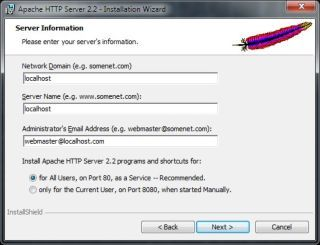 Apache HTTP Server 2.2 - Installation Wizard
Server Information
Please enter your server's information.
Network Domain (e.g. somenet.com)
localhost
Server Name (e.g. www.somenet.com):
localhost
Administrator's Email Address (e.g. webmaster@somenet.com):
webmaster@localhost.com
Install Apache HTTP Server 2.2 programs and shortcuts for:
for All Users, on Port 80, as a Service -- Recommended.
only for the Current User, on Port 8080, when started Manually.
InstallShield
< Back
Next >
Cancel